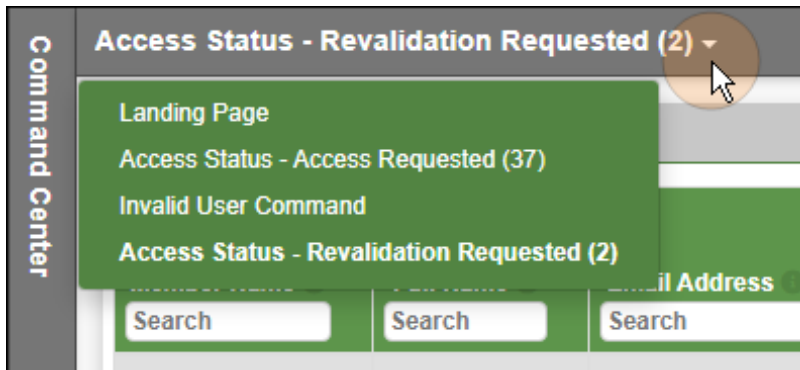 Command Center
Access Status - Revalidation Requested (2)
Landing Page
Access Status - Access Requested (37)
Invalid User Command
Access Status - Revalidation Requested (2)
Address
Search
Search
Search